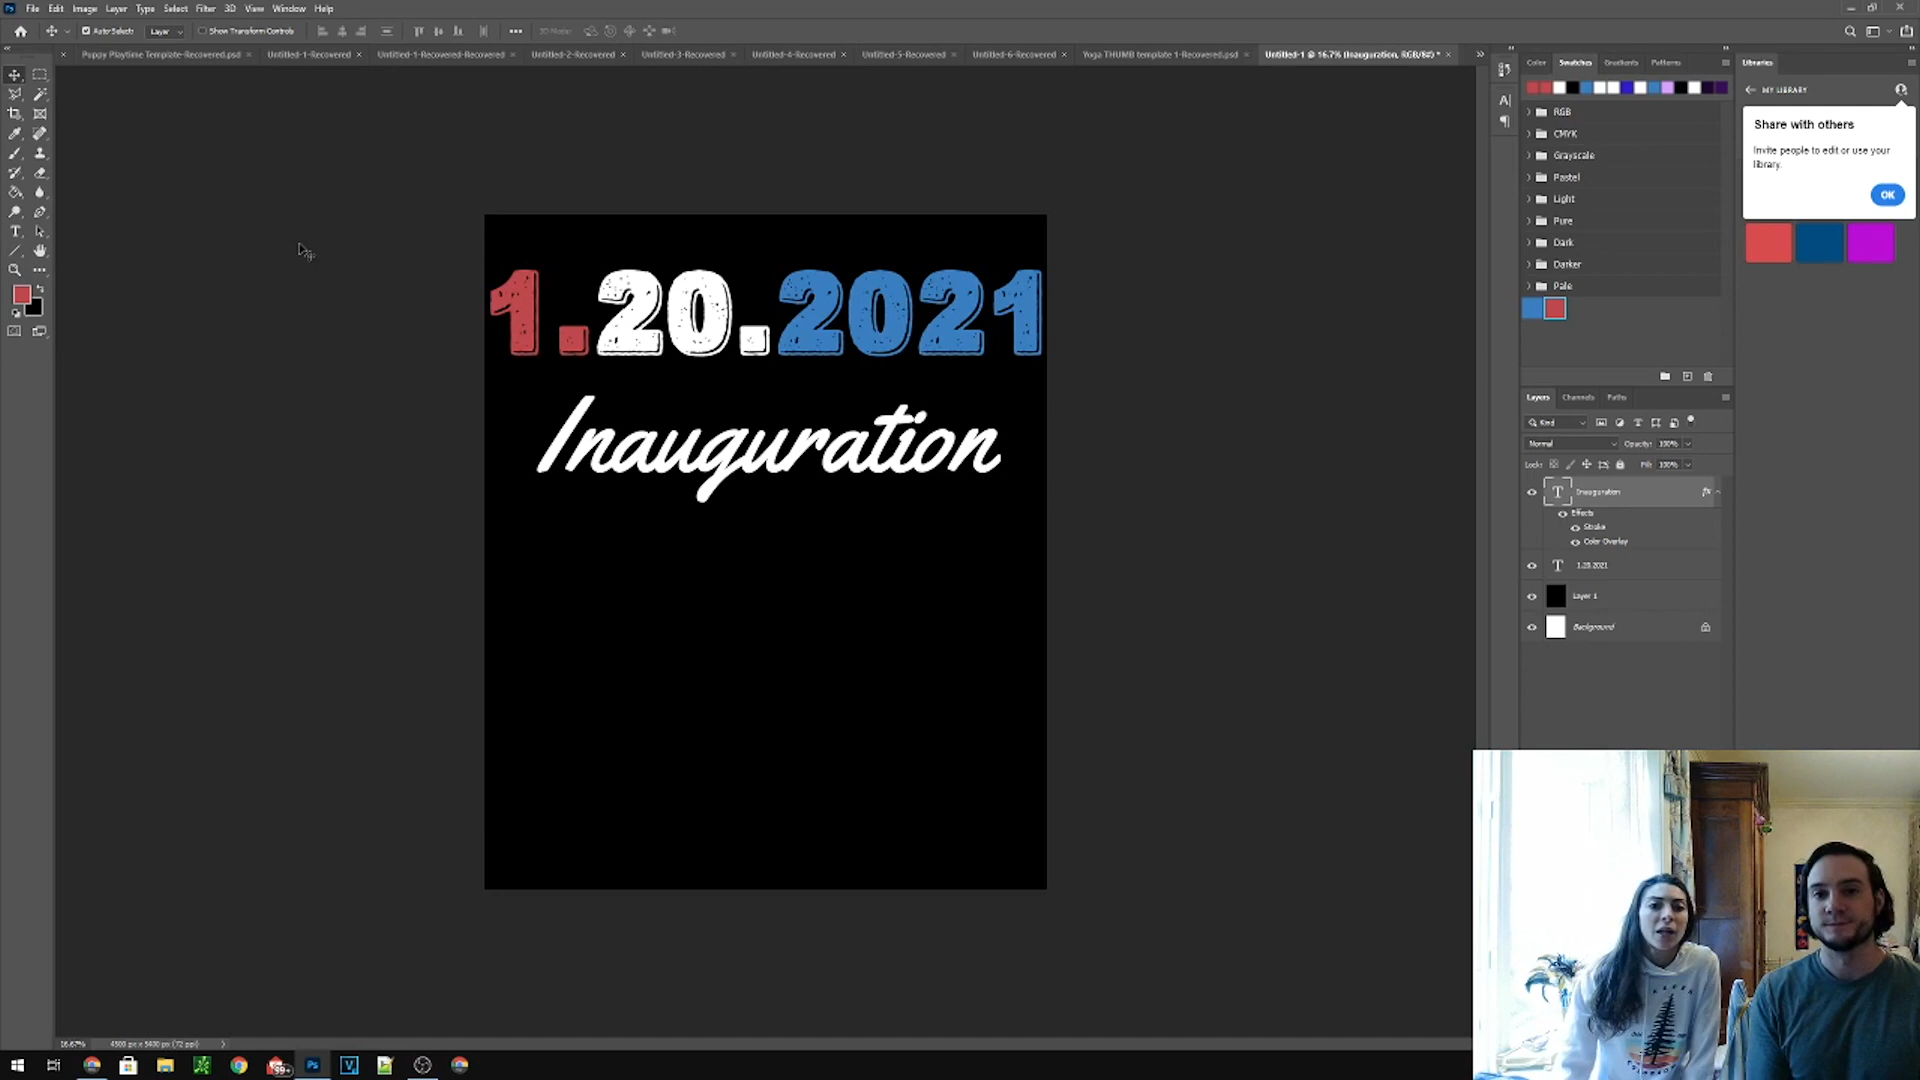 File Edit Image Layer Type Select Filter 3D View Window Help
Auto-Select: Layer Show Transform Controls 3D Mode:
Puppy Playtime Template-Recovered.psd Untitled-1-Recovered Untitled-1-Recovered-Recovered Untitled-2-Recovered Untitled-3-Recovered Untitled-4-Recovered Untitled-5-Recovered Untitled-6-Recovered Yoga THUMB template 1-Recovered.psd Untitled-1 @ 16.7% (Inauguration, RGB/8#) *
Color Swatches Gradients Patterns
RGB
CMYK
Grayscale
Pastel
Light
Pure
Dark
Darker
Pale
Libraries
MY LIBRARY
Share with others
Invite people to edit or use your
library.
OK
1.20.2021
Inauguration
Layers Channels Paths
Kind
Normal Opacity: 100%
Lock: Fill: 100%
Inauguration fx
Effects
Stroke
Color Overlay
1.20.2021
Layer 1
Background
16.67% 4500 px x 5400 px (72 ppi)
Ps
99+